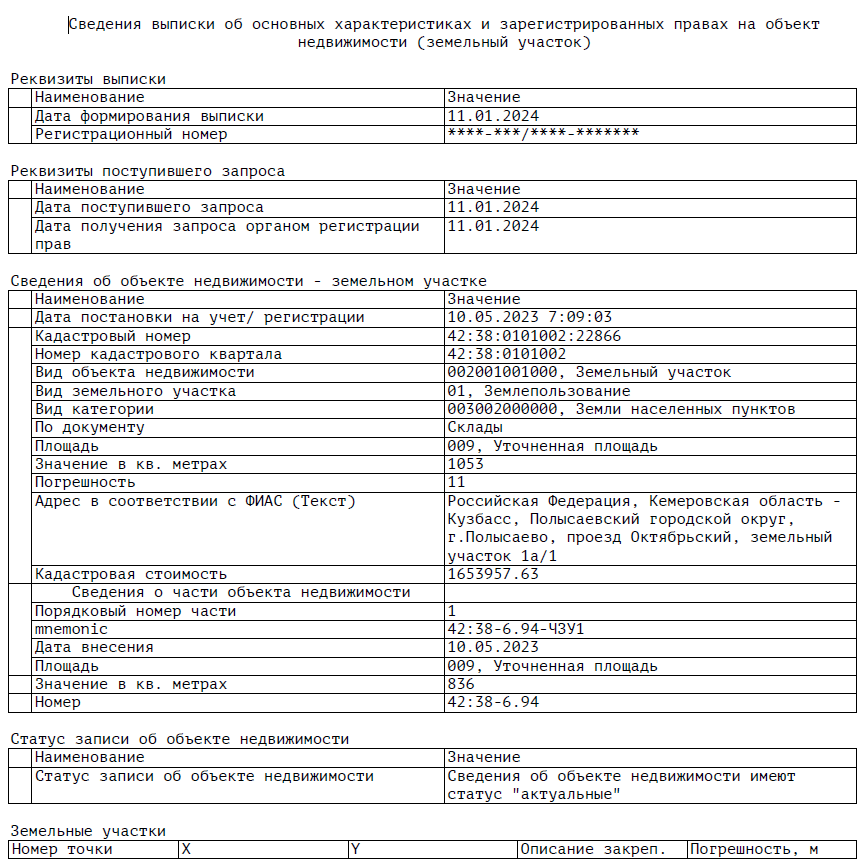 Сведения выписки об основных характеристиках и зарегистрированных правах на объект
недвижимости (земельный участок)
Реквизиты выписки
Наименование Значение
Дата формирования выписки 11.01.2024
Регистрационный номер ****-***/****-*******
Реквизиты поступившего запроса
Наименование Значение
Дата поступившего запроса 11.01.2024
Дата получения запроса органом регистрации 11.01.2024
прав
Сведения об объекте недвижимости - земельном участке
Наименование Значение
Дата постановки на учет/ регистрации 10.05.2023 7:09:03
Кадастровый номер 42:38:0101002:22866
Номер кадастрового квартала 42:38:0101002
Вид объекта недвижимости 002001001000, Земельный участок
Вид земельного участка 01, Землепользование
Вид категории 003002000000, Земли населенных пунктов
По документу Склады
Площадь 009, Уточненная площадь
Значение в кв. метрах 1053
Погрешность 11
Адрес в соответствии с ФИАС (Текст) Российская Федерация, Кемеровская область -
Кузбасс, Полысаевский городской округ,
г.Полысаево, проезд Октябрьский, земельный
участок 1а/1
Кадастровая стоимость 1653957.63
Сведения о части объекта недвижимости
Порядковый номер части 1
mnemonic 42:38-6.94-ЧЗУ1
Дата внесения 10.05.2023
Площадь 009, Уточненная площадь
Значение в кв. метрах 836
Номер 42:38-6.94
Статус записи об объекте недвижимости
Наименование Значение
Статус записи об объекте недвижимости Сведения об объекте недвижимости имеют
статус "актуальные"
Земельные участки
Номер точки X Y Описание закреп. Погрешность, м